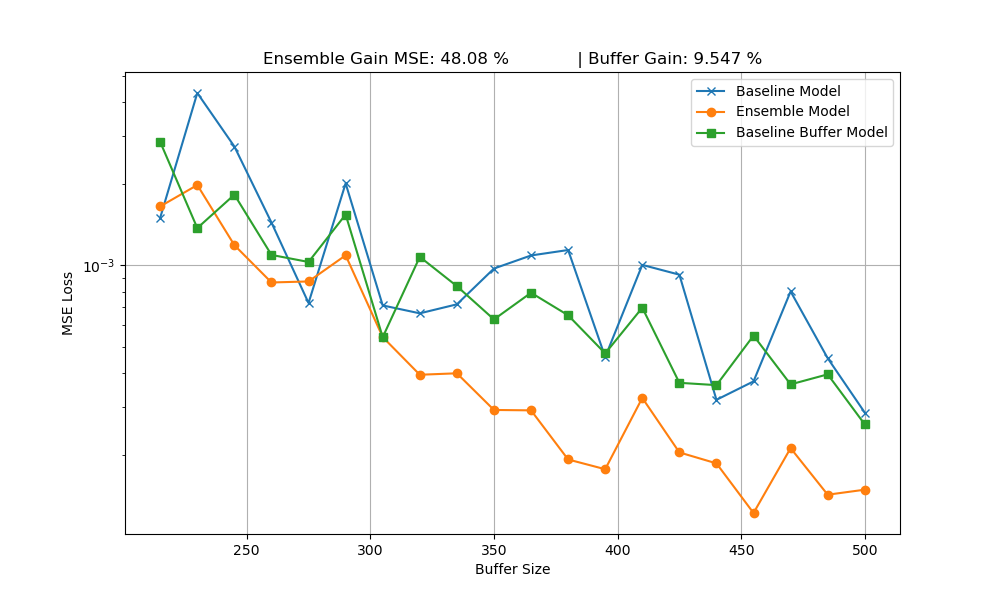 Ensemble Gain MSE: 48.08 % | Buffer Gain: 9.547 %
Baseline Model
Ensemble Model
Baseline Buffer Model
MSE Loss
10⁻³
250 300 350 400 450 500
Buffer Size